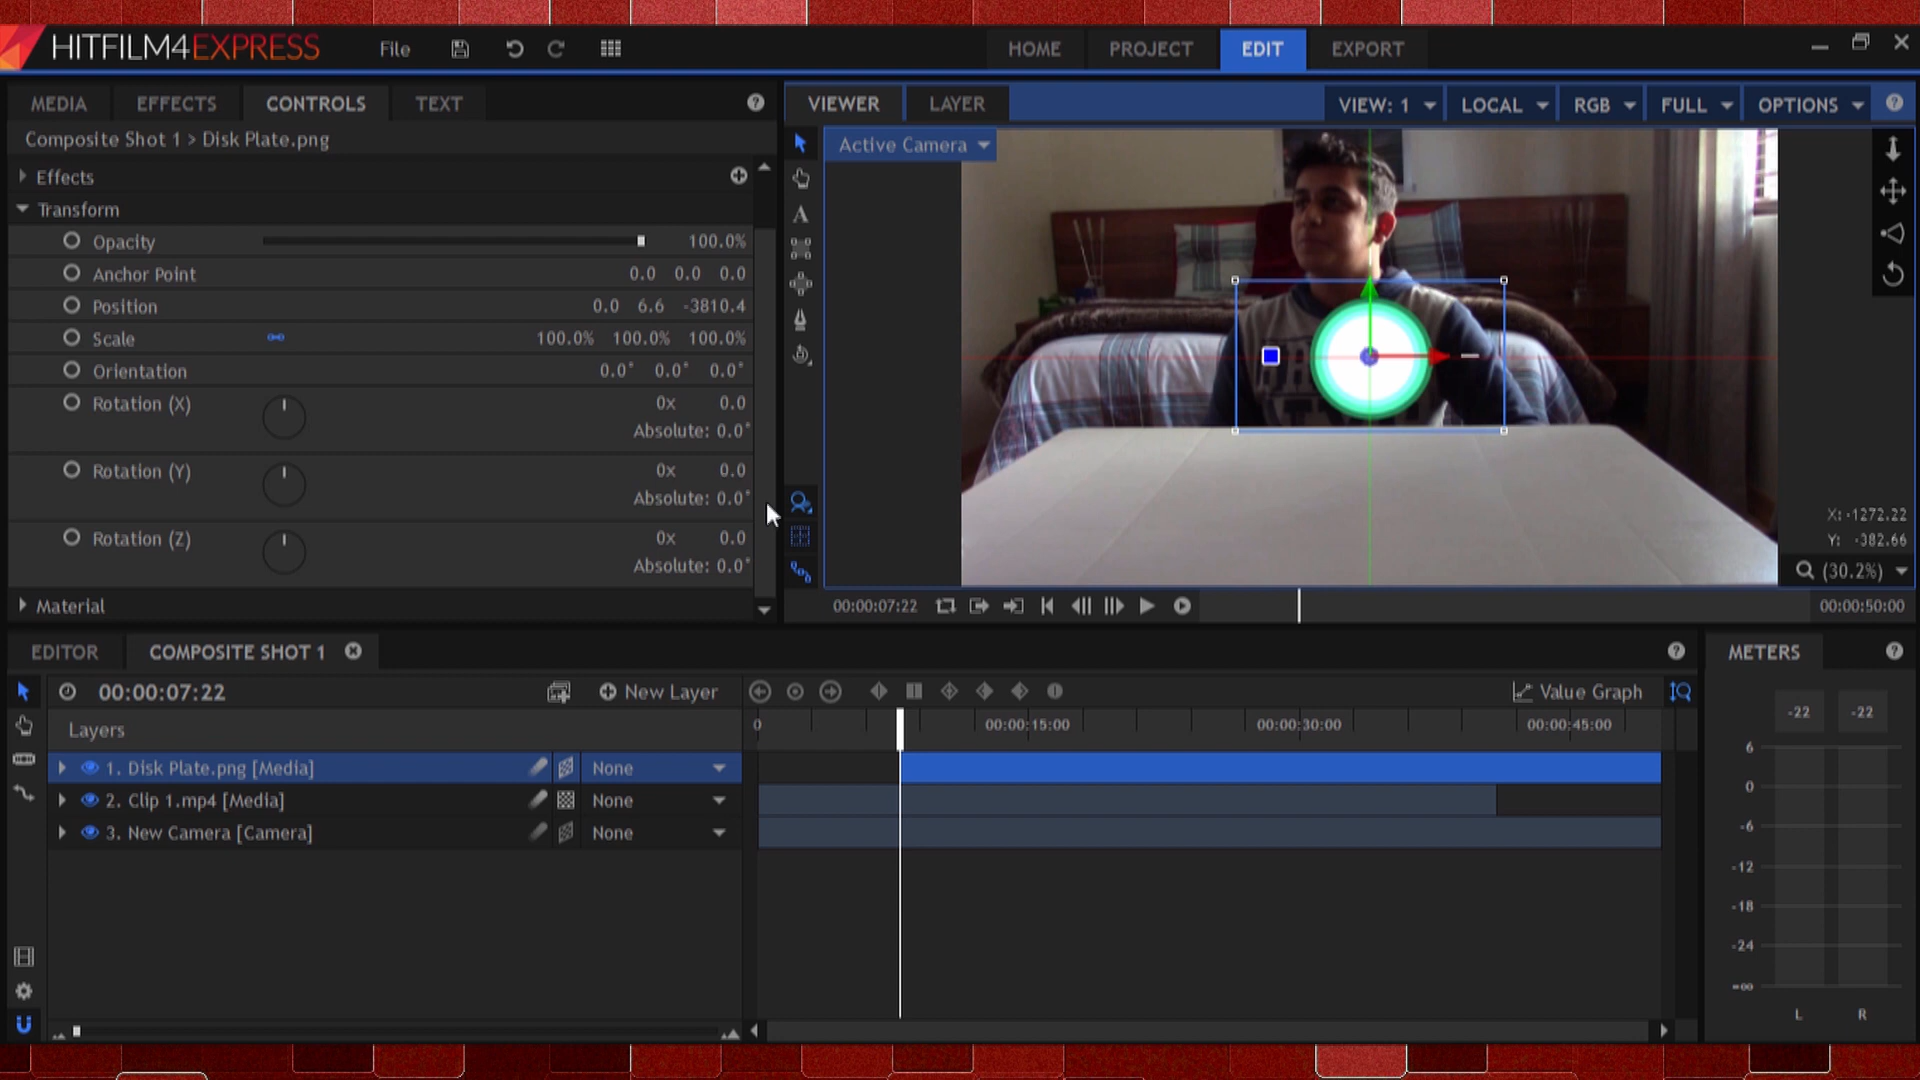 HITFILM4EXPRESS File HOME PROJECT EDIT EXPORT
MEDIA EFFECTS CONTROLS TEXT
VIEWER LAYER VIEW: 1 LOCAL RGB FULL OPTIONS
Composite Shot 1 > Disk Plate.png
Active Camera
Effects
Transform
Opacity 100.0%
Anchor Point 0.0 0.0 0.0
Position 0.0 6.6 -3810.4
Scale 100.0% 100.0% 100.0%
Orientation 0.0° 0.0° 0.0°
Rotation (X) 0x 0.0
Absolute: 0.0°
Rotation (Y) 0x 0.0
Absolute: 0.0°
Rotation (Z) 0x 0.0
Absolute: 0.0°
Material
X: -1272.22
Y: -382.66
(30.2%)
00:00:07:22 00:00:50:00
EDITOR COMPOSITE SHOT 1
METERS
00:00:07:22 New Layer Value Graph
Layers
0 00:00:15:00 00:00:30:00 00:00:45:00
1. Disk Plate.png [Media] None
2. Clip 1.mp4 [Media] None
3. New Camera [Camera] None
-22 -22
6
0
-6
-12
-18
-24
-∞
L R